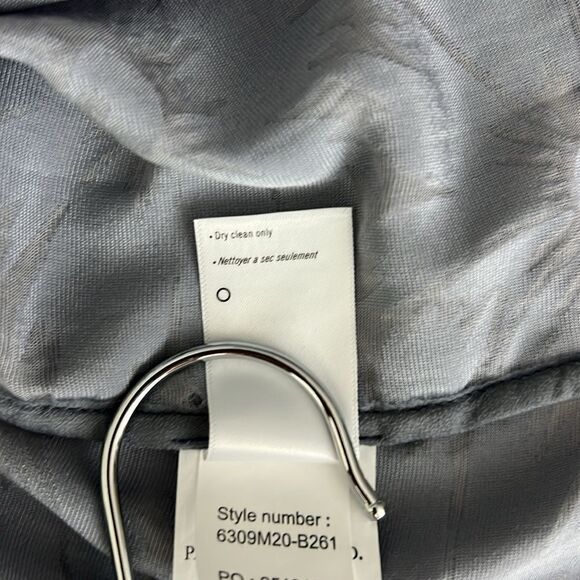 • Dry clean only
• Nettoyer a sec seulement
Style number :
6309M20-B261